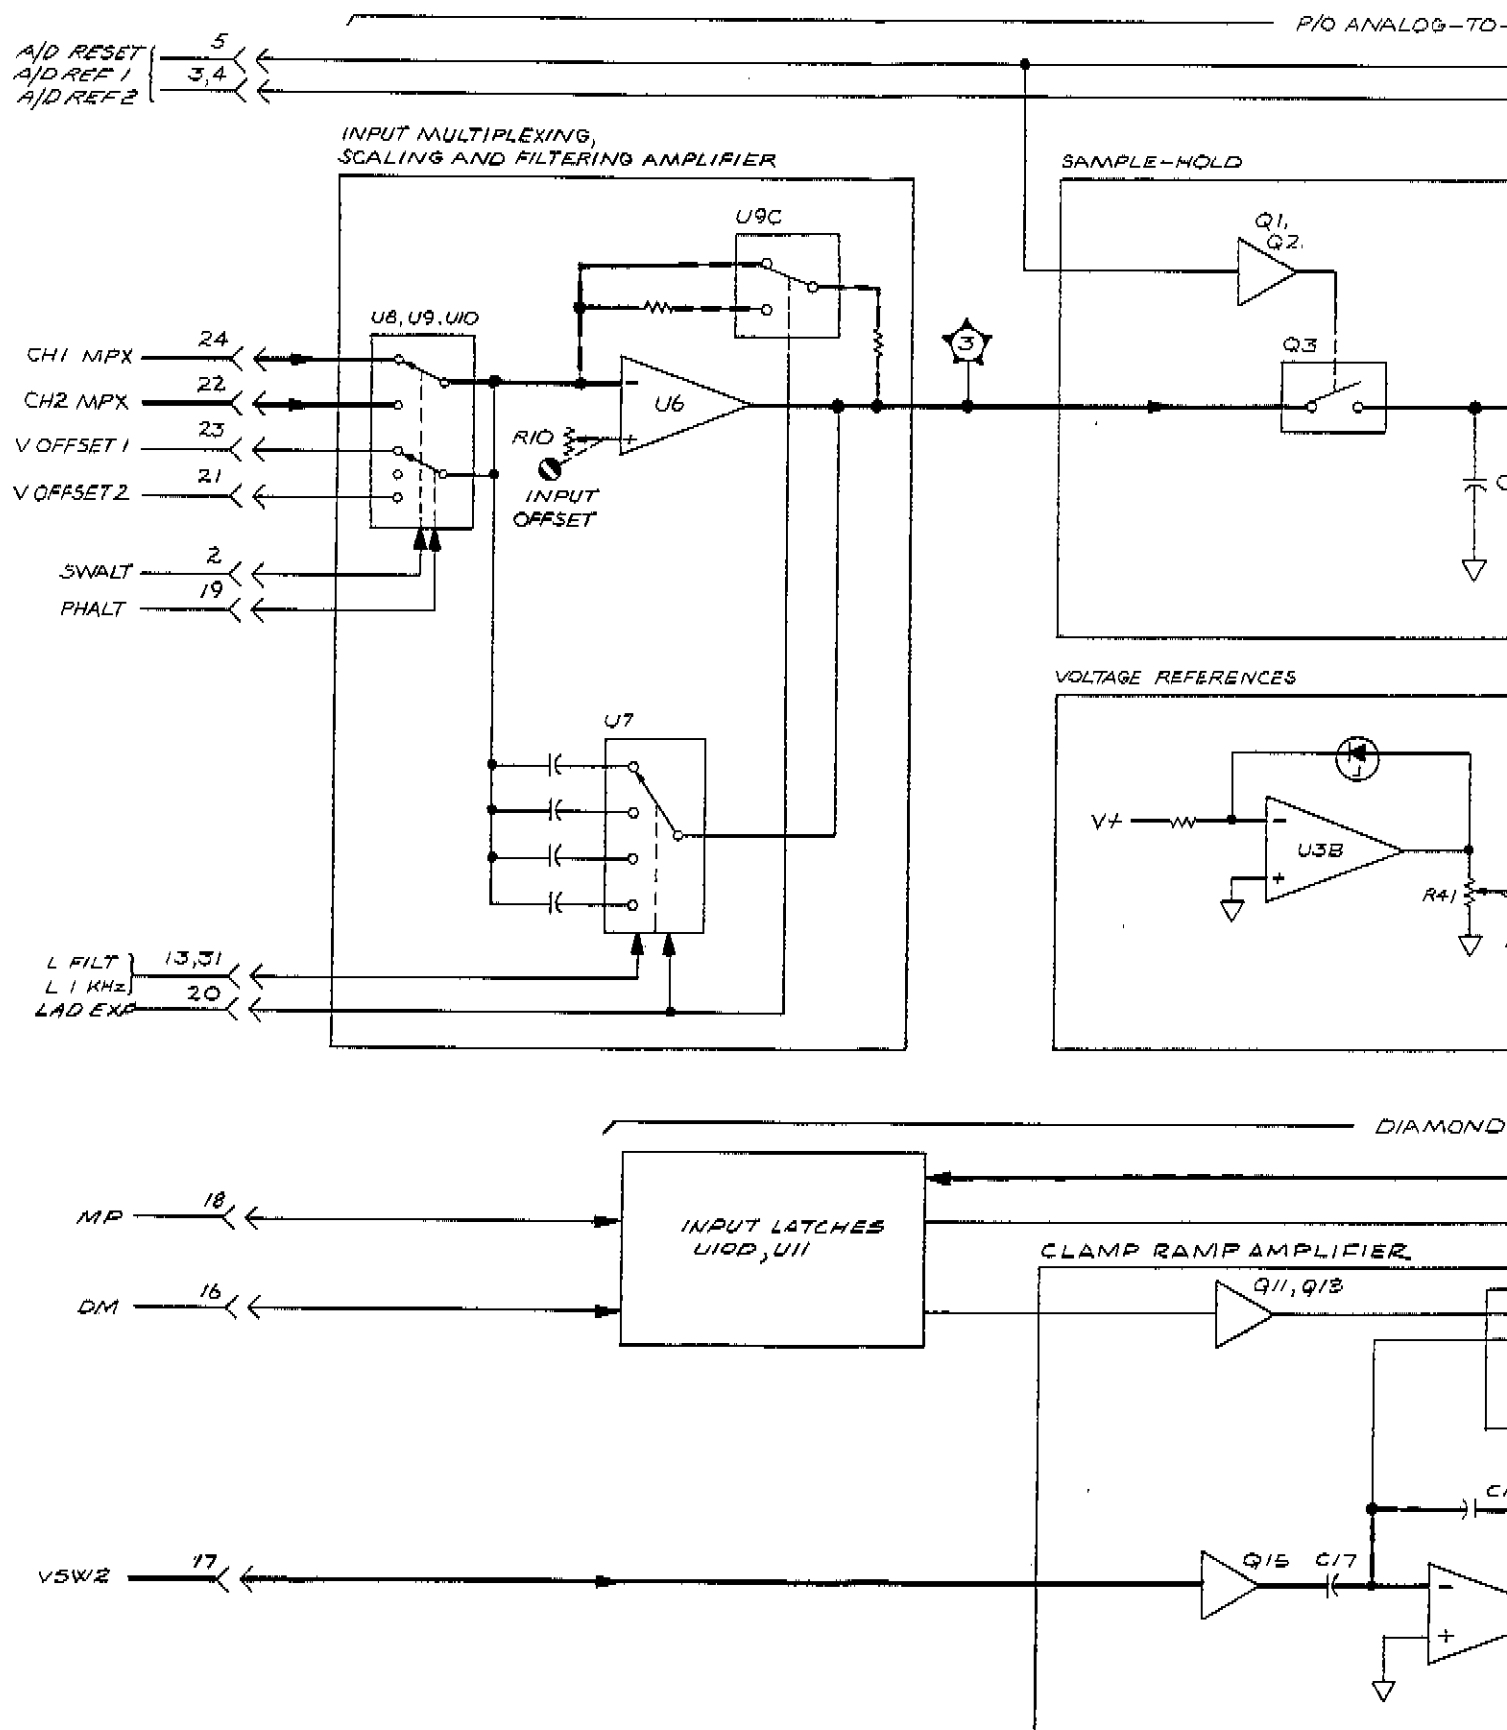 P/O ANALOG-TO-
A/D RESET
A/D REF 1
A/D REF 2
5
3,4
INPUT MULTIPLEXING,
SCALING AND FILTERING AMPLIFIER
SAMPLE-HOLD
U9C
Q1,
Q2
U8, U9, U10
CH1 MPX
24
3
Q3
CH2 MPX
22
U6
V OFFSET 1
23
R10
V OFFSET 2
21
INPUT
OFFSET
SWALT
2
PHALT
19
VOLTAGE REFERENCES
U7
V+
U3B
R41
L FILT
L 1 KHz
13,31
LAD EXP
20
DIAMOND
MP
18
INPUT LATCHES
U10D, U11
CLAMP RAMP AMPLIFIER
Q11, Q13
DM
16
VSW2
17
Q15
C17